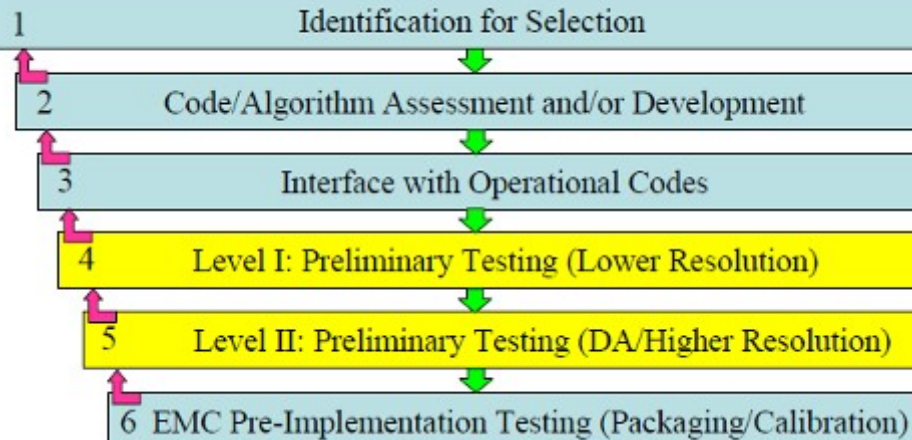 1 Identification for Selection
2 Code/Algorithm Assessment and/or Development
3 Interface with Operational Codes
4 Level I: Preliminary Testing (Lower Resolution)
5 Level II: Preliminary Testing (DA/Higher Resolution)
6 EMC Pre-Implementation Testing (Packaging/Calibration)